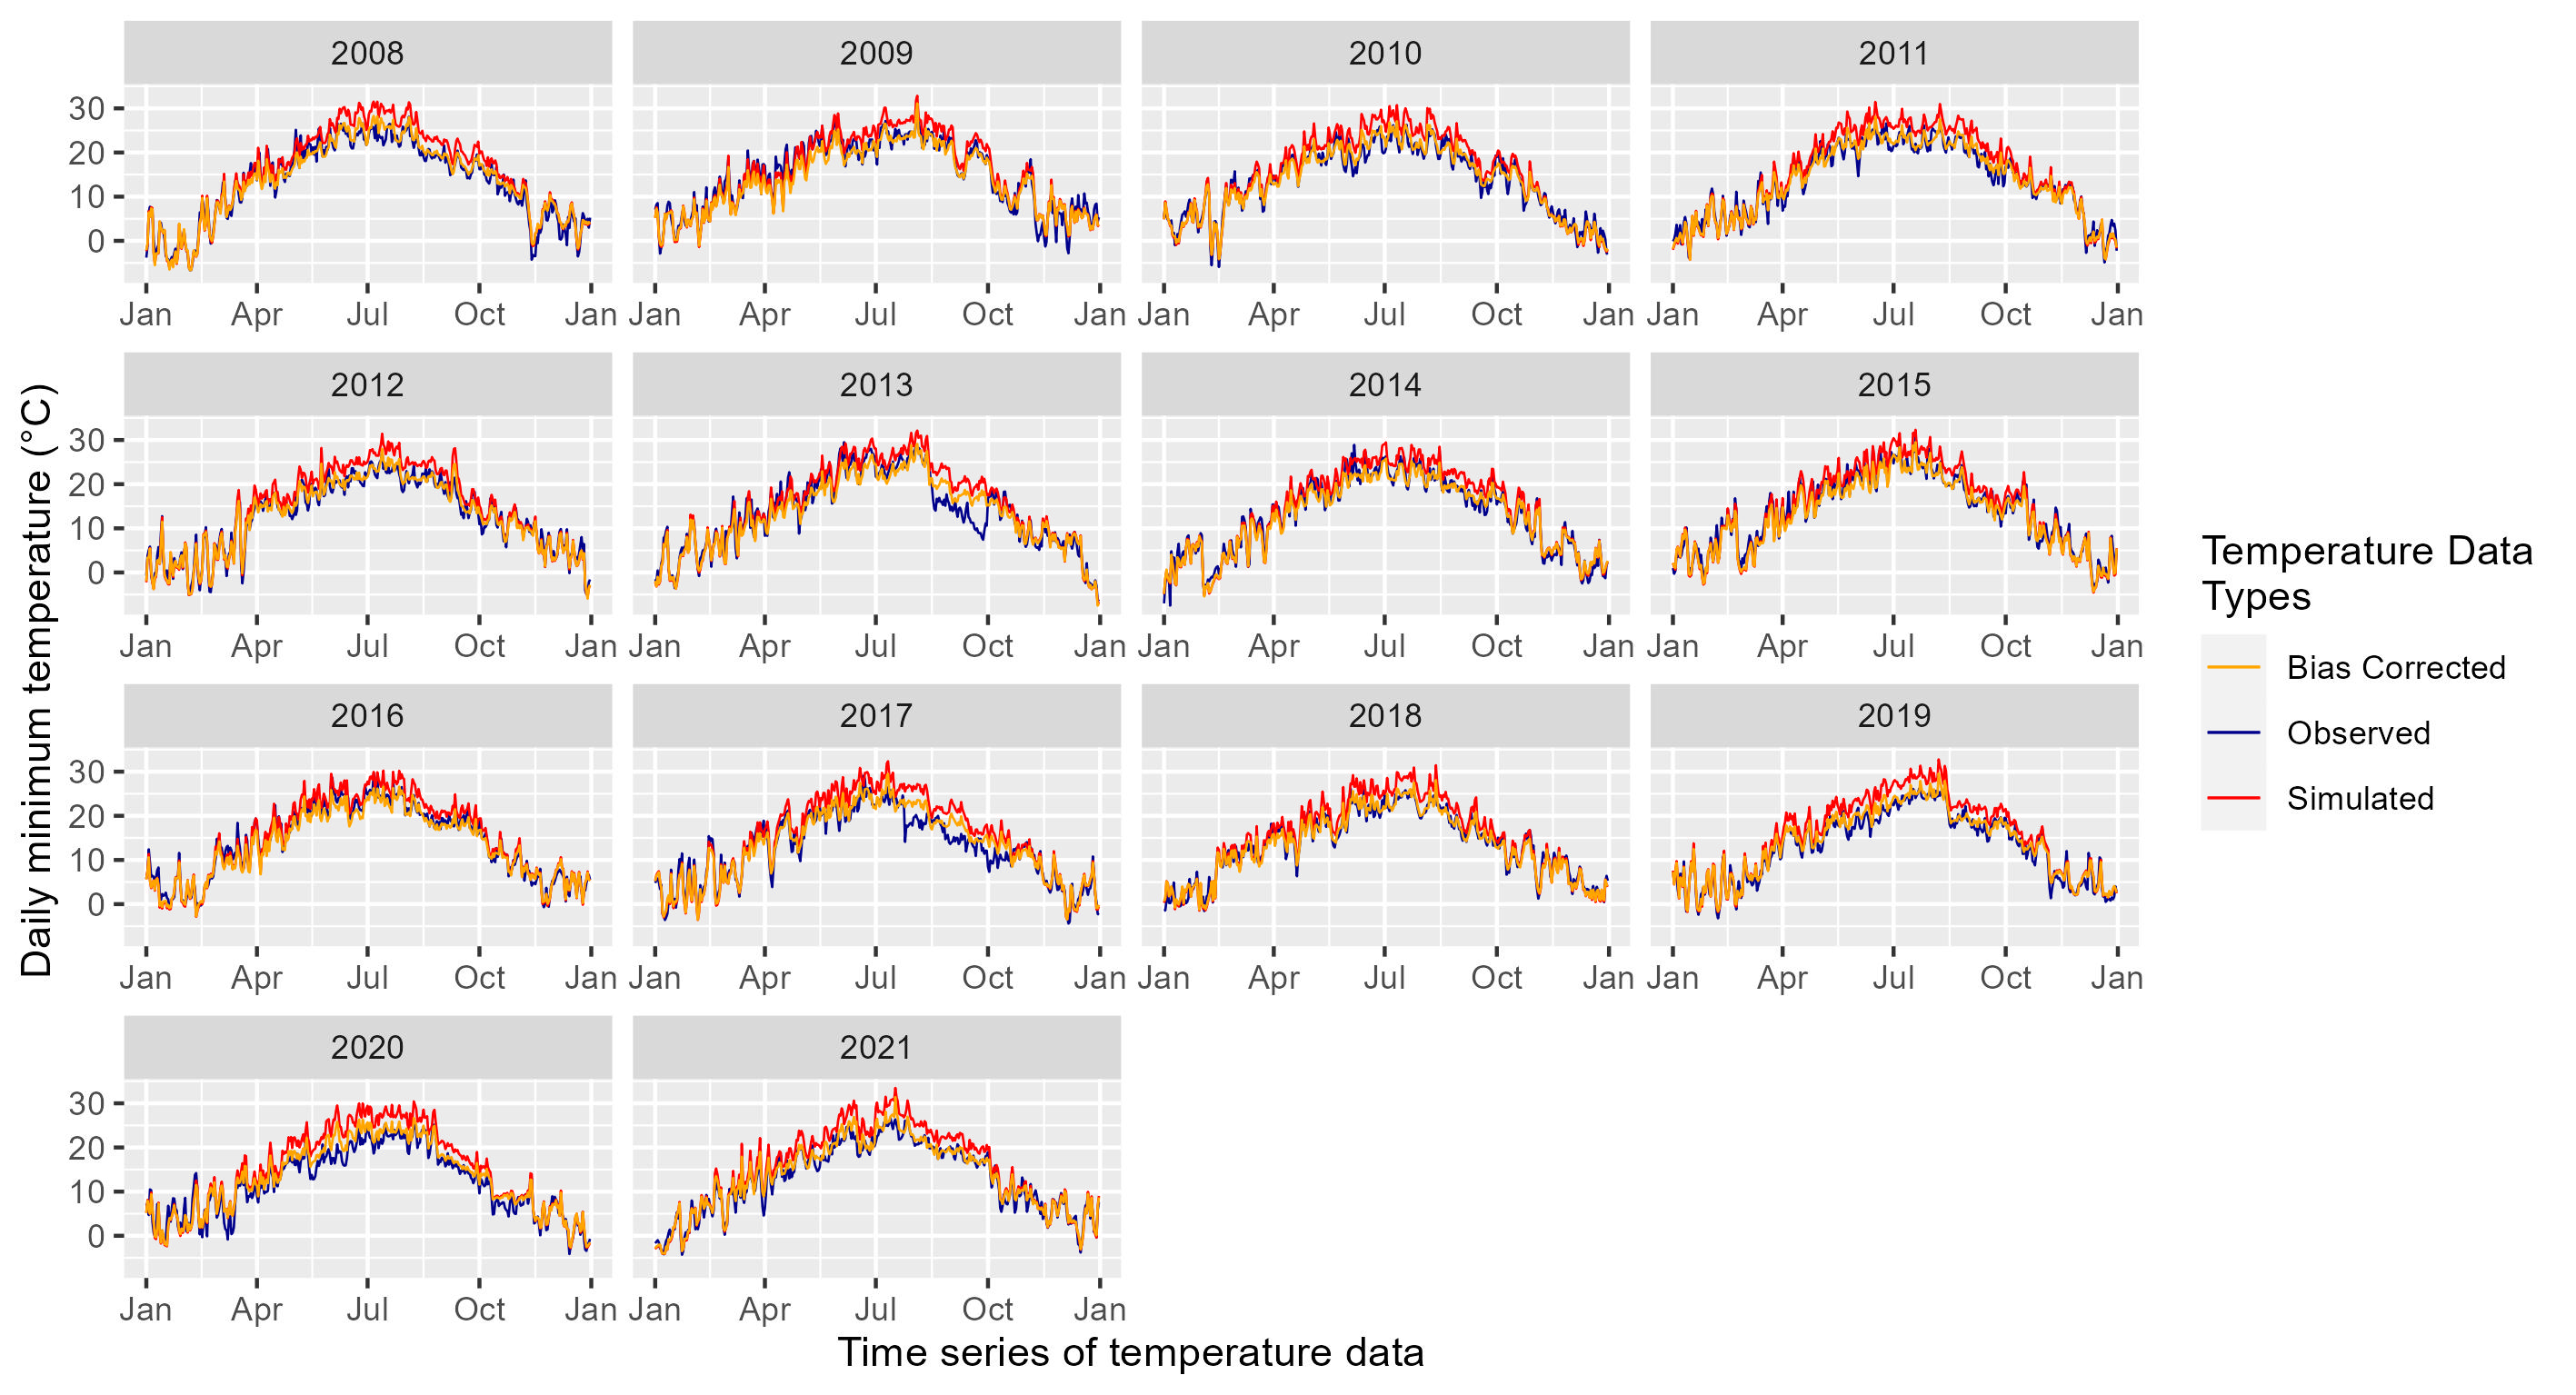 2008 2009 2010 2011
30
20
10
0
Jan Apr Jul Oct Jan Jan Apr Jul Oct Jan Jan Apr Jul Oct Jan Jan Apr Jul Oct Jan
2012 2013 2014 2015
30
20
10
0
Jan Apr Jul Oct Jan Jan Apr Jul Oct Jan Jan Apr Jul Oct Jan Jan Apr Jul Oct Jan
2016 2017 2018 2019
30
20
10
0
Jan Apr Jul Oct Jan Jan Apr Jul Oct Jan Jan Apr Jul Oct Jan Jan Apr Jul Oct Jan
2020 2021
30
20
10
0
Jan Apr Jul Oct Jan Jan Apr Jul Oct Jan
Time series of temperature data
Daily minimum temperature (°C)
Temperature Data
Types
Bias Corrected
Observed
Simulated